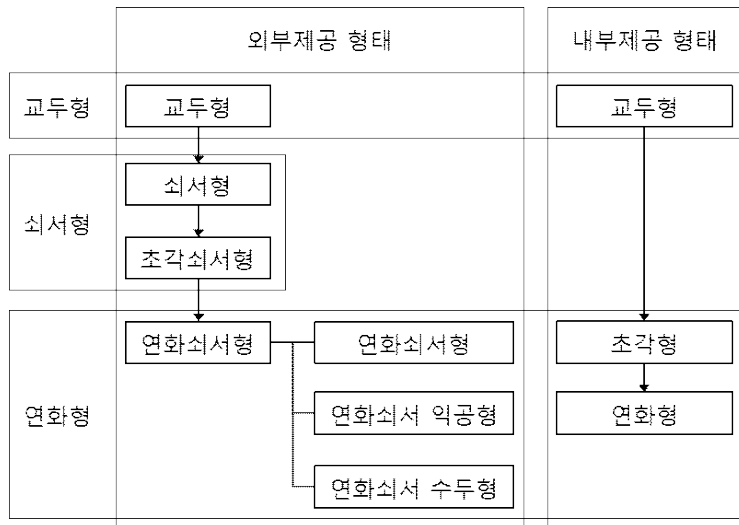 외부제공 형태
내부제공 형태
교두형
교두형
교두형
쇠서형
쇠서형
초각쇠서형
연화형
연화쇠서형
연화쇠서형
초각형
연화쇠서 익공형
연화형
연화쇠서 수두형